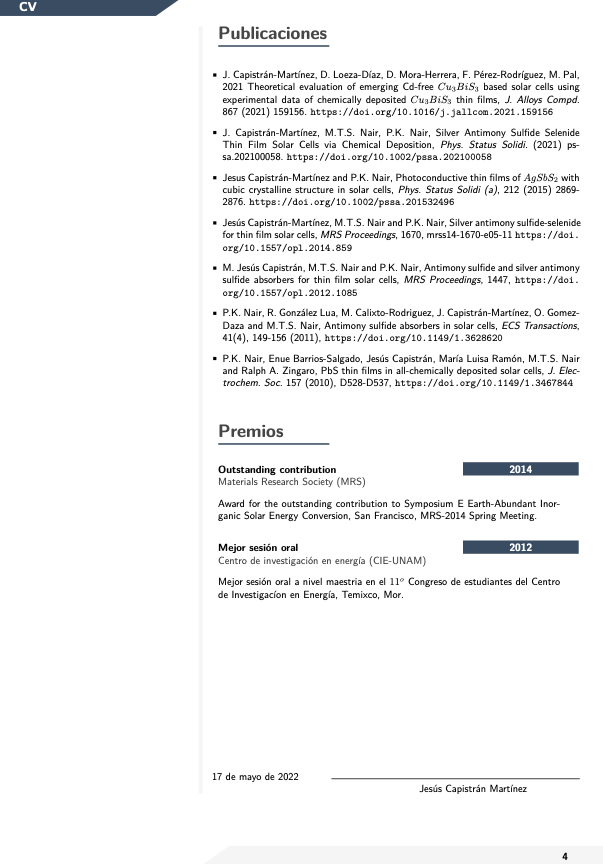 CV
Publicaciones
▪ J. Capistrán-Martínez, D. Loeza-Díaz, D. Mora-Herrera, F. Pérez-Rodríguez, M. Pal,
2021 Theoretical evaluation of emerging Cd-free Cu₃BiS₃ based solar cells using
experimental data of chemically deposited Cu₃BiS₃ thin films, J. Alloys Compd.
867 (2021) 159156. https://doi.org/10.1016/j.jallcom.2021.159156
▪ J. Capistrán-Martínez, M.T.S. Nair, P.K. Nair, Silver Antimony Sulfide Selenide
Thin Film Solar Cells via Chemical Deposition, Phys. Status Solidi. (2021) ps-
sa.202100058. https://doi.org/10.1002/pssa.202100058
▪ Jesus Capistrán-Martínez and P.K. Nair, Photoconductive thin films of AgSbS₂ with
cubic crystalline structure in solar cells, Phys. Status Solidi (a), 212 (2015) 2869-
2876. https://doi.org/10.1002/pssa.201532496
▪ Jesús Capistrán-Martínez, M.T.S. Nair and P.K. Nair, Silver antimony sulfide-selenide
for thin film solar cells, MRS Proceedings, 1670, mrss14-1670-e05-11 https://doi.
org/10.1557/opl.2014.859
▪ M. Jesús Capistrán, M.T.S. Nair and P.K. Nair, Antimony sulfide and silver antimony
sulfide absorbers for thin film solar cells, MRS Proceedings, 1447, https://doi.
org/10.1557/opl.2012.1085
▪ P.K. Nair, R. González Lua, M. Calixto-Rodriguez, J. Capistrán-Martínez, O. Gomez-
Daza and M.T.S. Nair, Antimony sulfide absorbers in solar cells, ECS Transactions,
41(4), 149-156 (2011), https://doi.org/10.1149/1.3628620
▪ P.K. Nair, Enue Barrios-Salgado, Jesús Capistrán, María Luisa Ramón, M.T.S. Nair
and Ralph A. Zingaro, PbS thin films in all-chemically deposited solar cells, J. Elec-
trochem. Soc. 157 (2010), D528-D537, https://doi.org/10.1149/1.3467844
Premios
Outstanding contribution 2014
Materials Research Society (MRS)
Award for the outstanding contribution to Symposium E Earth-Abundant Inor-
ganic Solar Energy Conversion, San Francisco, MRS-2014 Spring Meeting.
Mejor sesión oral 2012
Centro de investigación en energía (CIE-UNAM)
Mejor sesión oral a nivel maestria en el 11º Congreso de estudiantes del Centro
de Investigacíon en Energía, Temixco, Mor.
17 de mayo de 2022
Jesús Capistrán Martínez
4